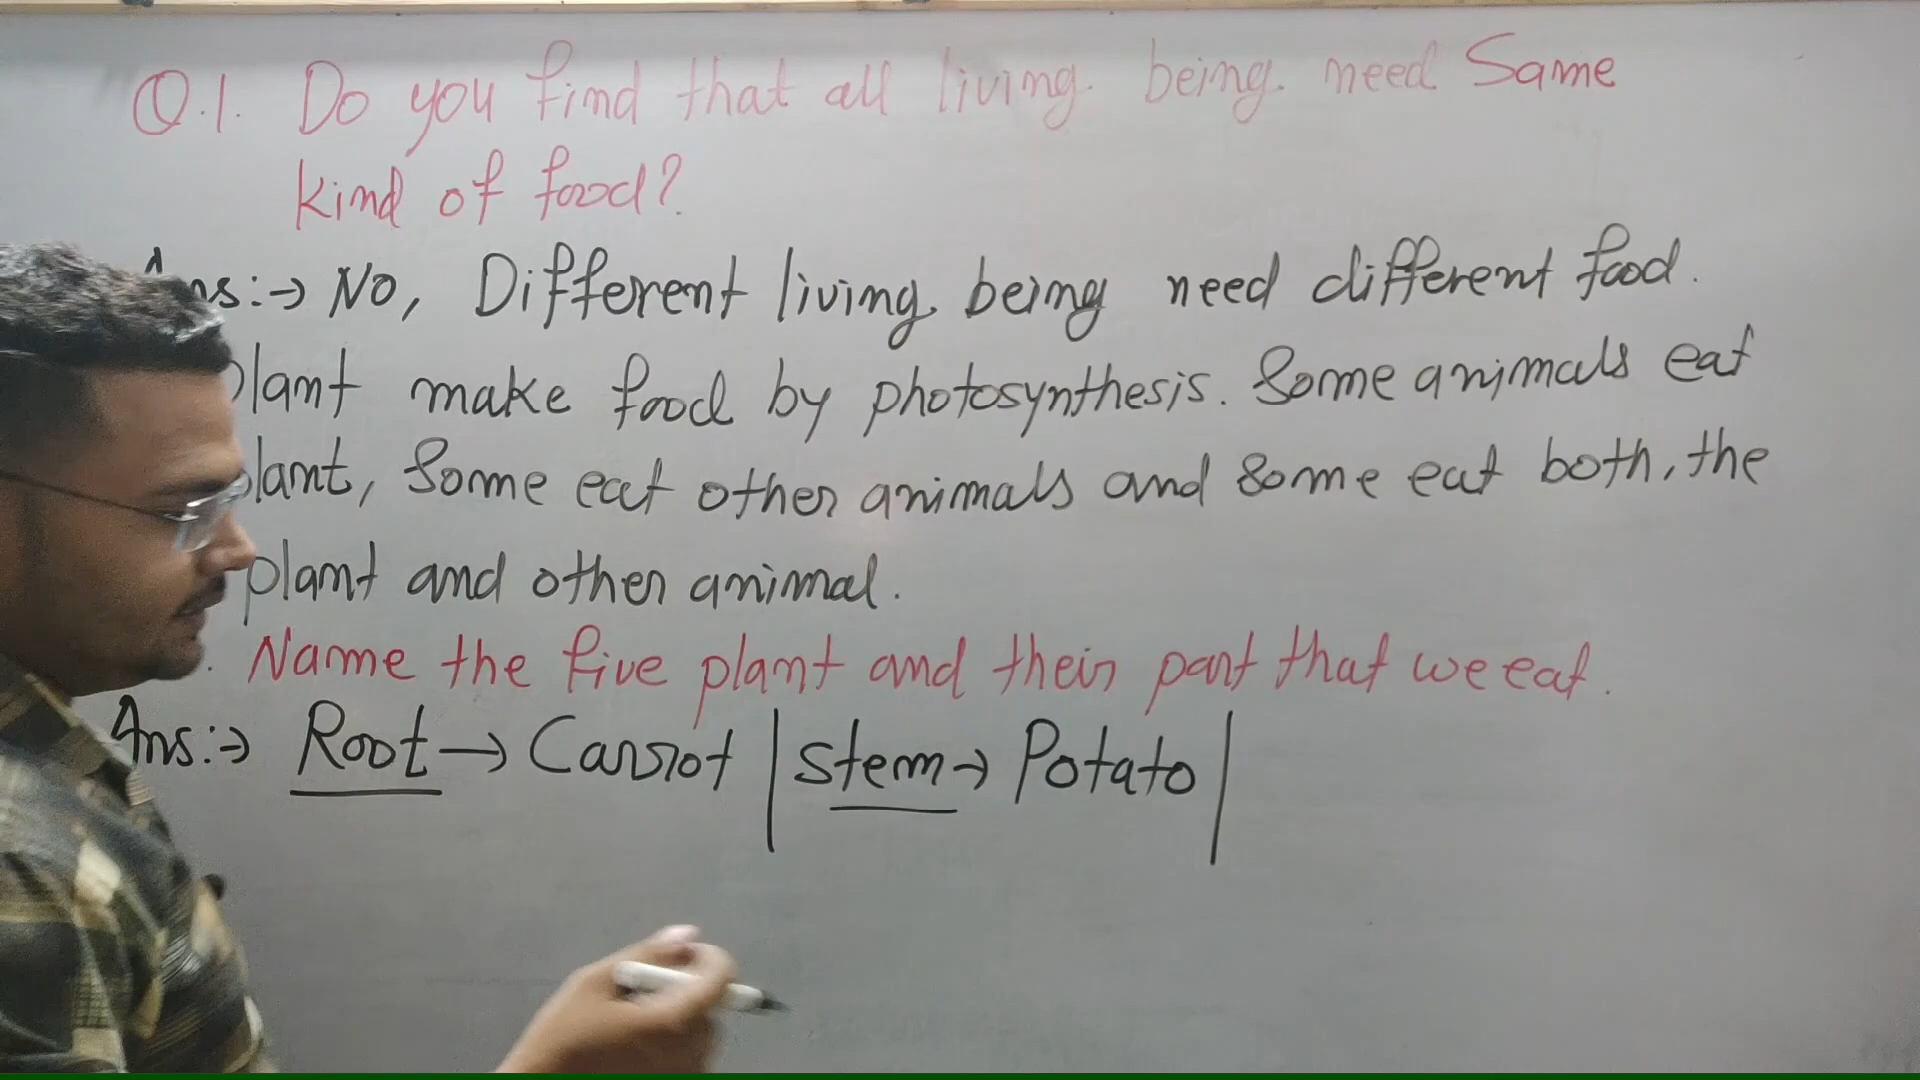 Q.1. Do you find that all living being need Same
kind of food?
Ans:→ No, Different living being need different food.
plant make food by photosynthesis. Some animals eat
plant, Some eat other animals and some eat both, the
plant and other animal.
Name the five plant and their part that we eat.
Ans:→ Root → Carrot | Stem → Potato |